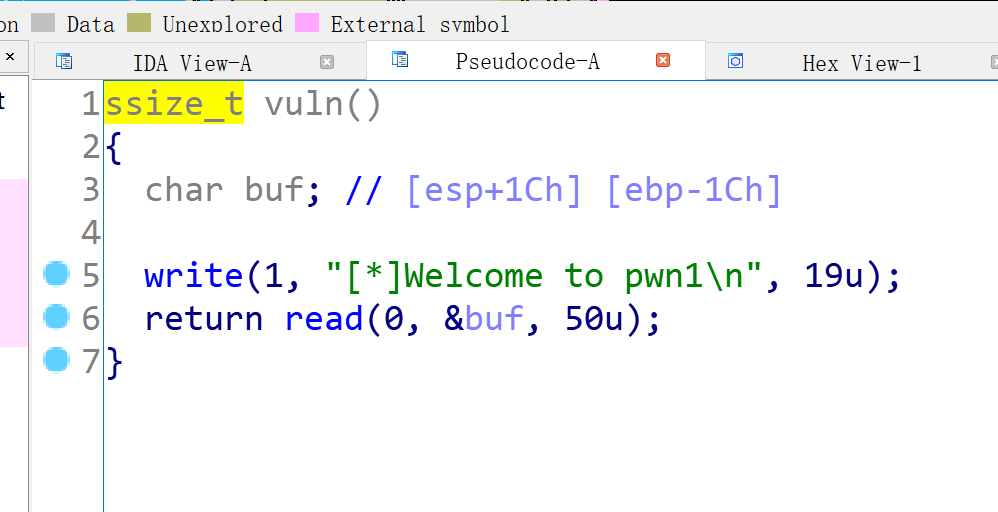 on Data Unexplored External symbol
IDA View-A Pseudocode-A Hex View-1
t
1 ssize_t vuln()
2 {
3 char buf; // [esp+1Ch] [ebp-1Ch]
4
5 write(1, "[*]Welcome to pwn1\n", 19u);
6 return read(0, &buf, 50u);
7 }